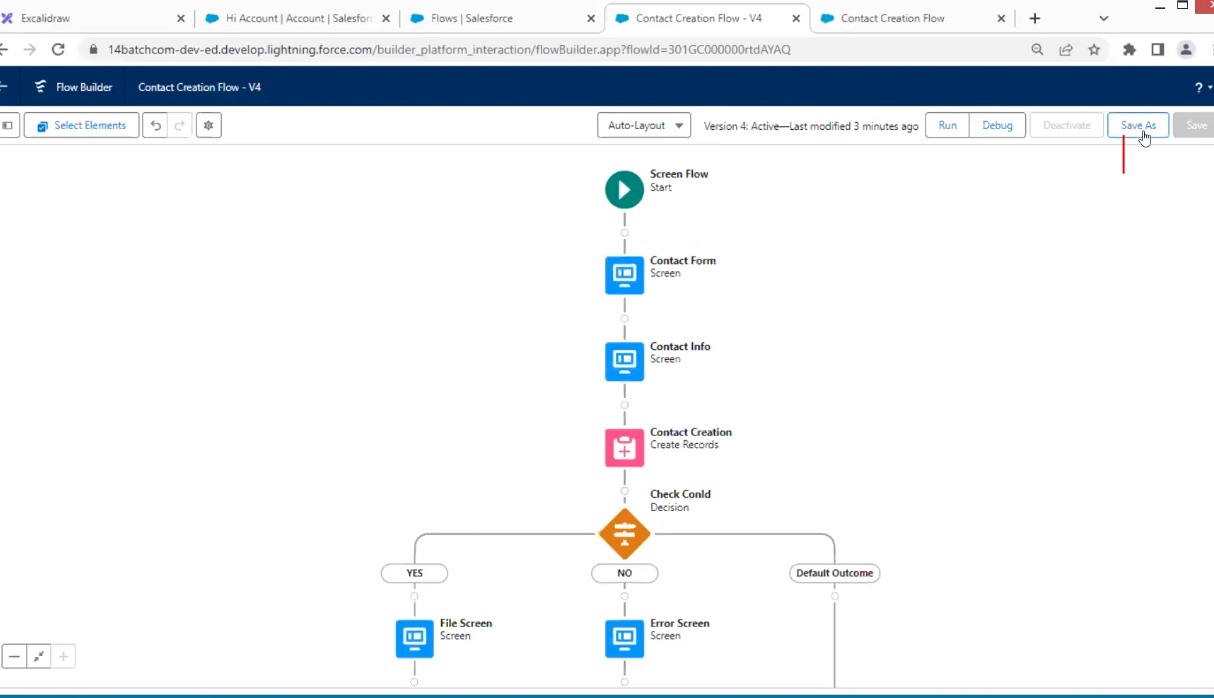 Excalidraw
Hi Account | Account | Salesforc
Flows | Salesforce
Contact Creation Flow - V4
Contact Creation Flow
14batchcom-dev-ed.develop.lightning.force.com/builder_platform_interaction/flowBuilder.app?flowId=301GC000000rtdAYAQ
Flow Builder
Contact Creation Flow - V4
?
Select Elements
Auto-Layout
Version 4: Active—Last modified 3 minutes ago
Run
Debug
Deactivate
Save As
Save
Screen Flow
Start
Contact Form
Screen
Contact Info
Screen
Contact Creation
Create Records
Check ConId
Decision
YES
NO
Default Outcome
File Screen
Screen
Error Screen
Screen